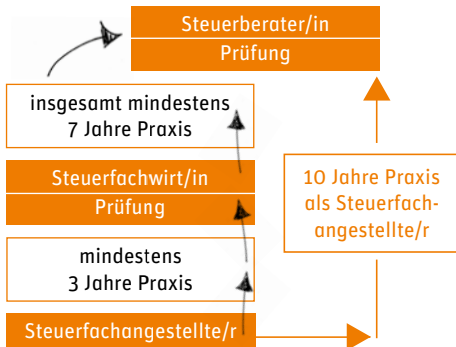 Steuerberater/in
Prüfung
insgesamt mindestens
7 Jahre Praxis
Steuerfachwirt/in
Prüfung
10 Jahre Praxis
als Steuerfach-
angestellte/r
mindestens
3 Jahre Praxis
Steuerfachangestellte/r